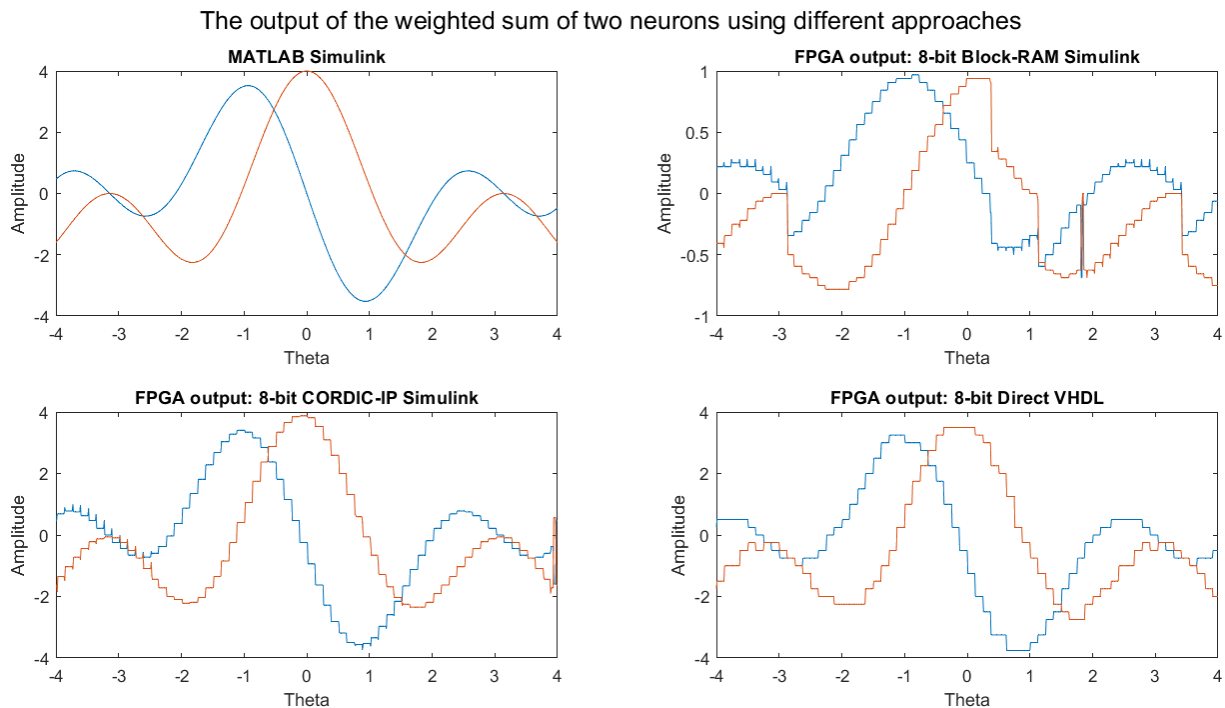 The output of the weighted sum of two neurons using different approaches
MATLAB Simulink
Amplitude
4
2
0
-2
-4
-4 -3 -2 -1 0 1 2 3 4
Theta
FPGA output: 8-bit Block-RAM Simulink
Amplitude
1
0.5
0
-0.5
-1
-4 -3 -2 -1 0 1 2 3 4
Theta
FPGA output: 8-bit CORDIC-IP Simulink
Amplitude
4
2
0
-2
-4
-4 -3 -2 -1 0 1 2 3 4
Theta
FPGA output: 8-bit Direct VHDL
Amplitude
4
2
0
-2
-4
-4 -3 -2 -1 0 1 2 3 4
Theta